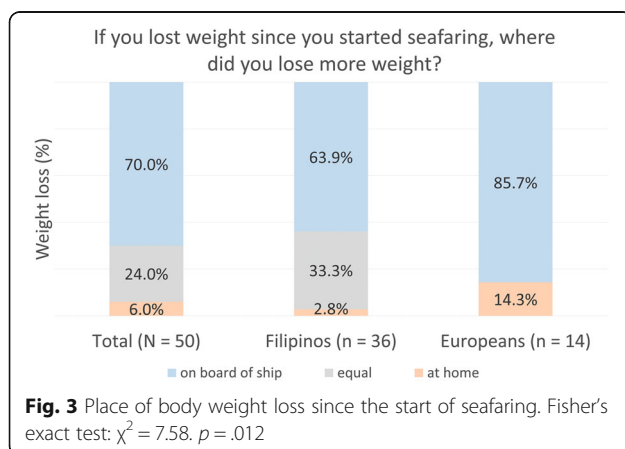 If you lost weight since you started seafaring, where
did you lose more weight?
Weight loss (%)
70.0%
63.9%
85.7%
24.0%
33.3%
6.0%
2.8%
14.3%
Total (N = 50)
Filipinos (n = 36)
Europeans (n = 14)
on board of ship
equal
at home
Fig. 3 Place of body weight loss since the start of seafaring. Fisher's
exact test: χ² = 7.58. p = .012